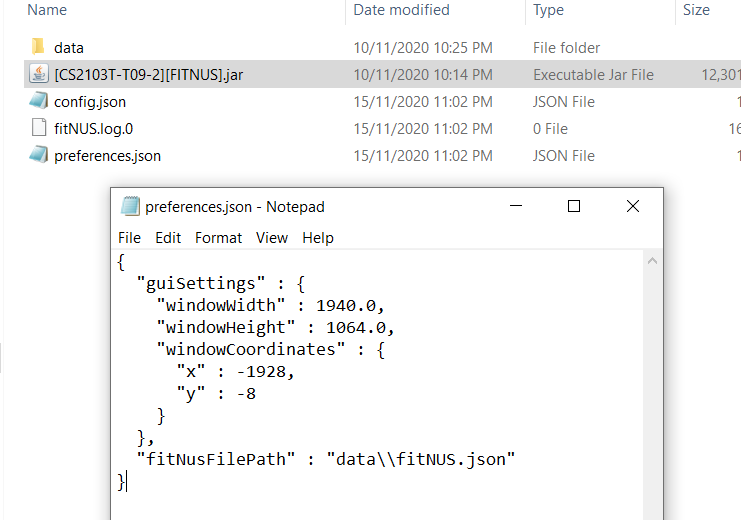 Name Date modified Type Size
data 10/11/2020 10:25 PM File folder
[CS2103T-T09-2][FITNUS].jar 10/11/2020 10:14 PM Executable Jar File 12,301
config.json 15/11/2020 11:02 PM JSON File 1
fitNUS.log.0 15/11/2020 11:02 PM 0 File 16
preferences.json 15/11/2020 11:02 PM JSON File 1
preferences.json - Notepad
File Edit Format View Help
{
"guiSettings" : {
"windowWidth" : 1940.0,
"windowHeight" : 1064.0,
"windowCoordinates" : {
"x" : -1928,
"y" : -8
}
},
"fitNusFilePath" : "data\\fitNUS.json"
}